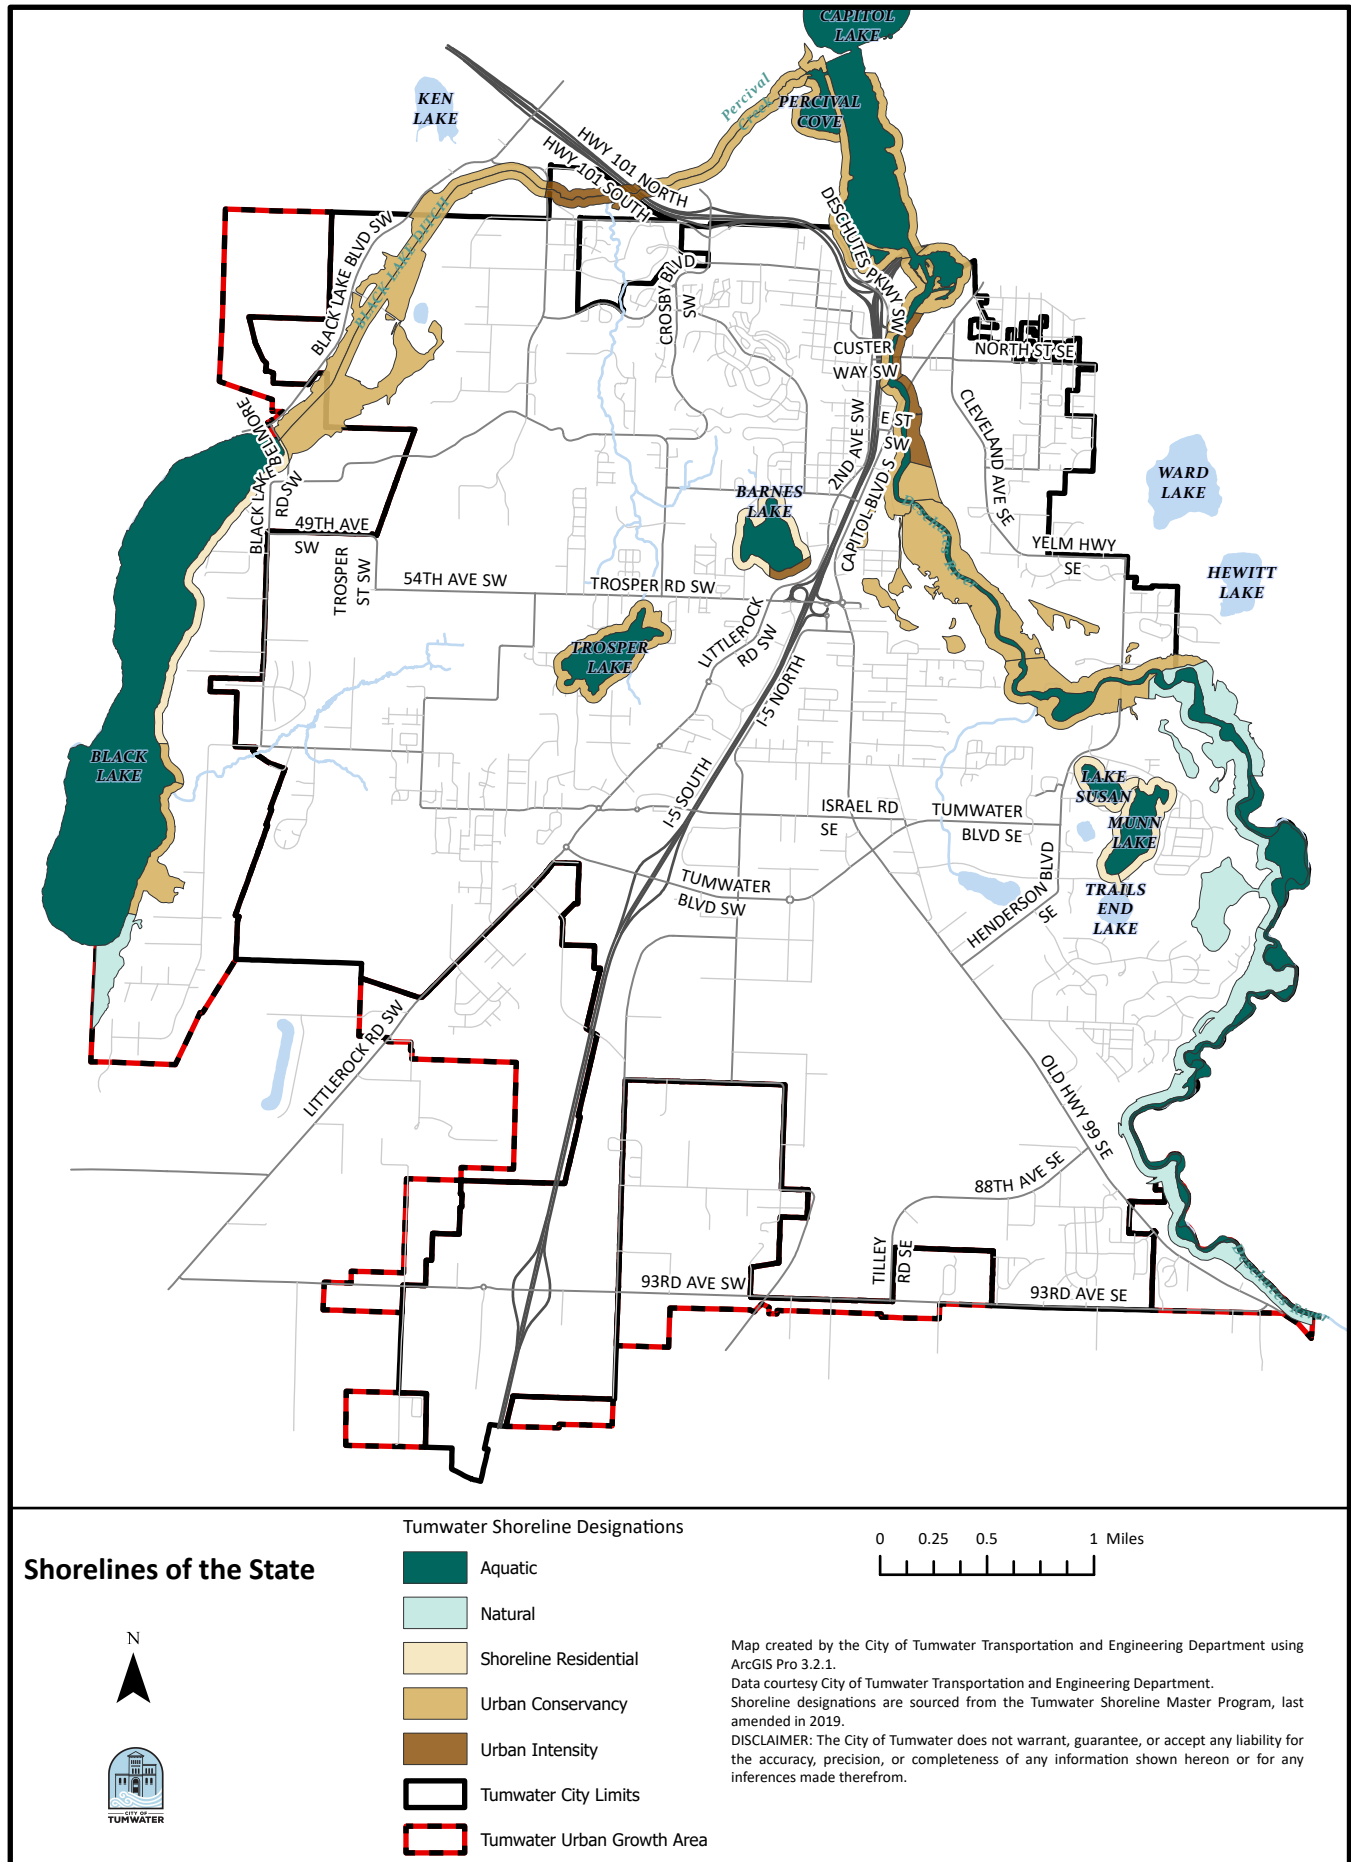 CAPITOL
LAKE
KEN
LAKE
Percival
Creek
PERCIVAL
COVE
HWY 101 NORTH
HWY 101 SOUTH
BLACK LAKE BLVD SW
BLACK LAKE DITCH
DESCHUTES PKWY SW
CROSBY BLVD
SW
CUSTER
WAY SW
NORTH ST SE
E ST
SW
2ND AVE SW
CLEVELAND AVE SE
CAPITOL BLVD S
BLACK LAKE BELMORE
RD SW
WARD
LAKE
BARNES
LAKE
49TH AVE
SW
TROSPER
ST SW
54TH AVE SW
TROSPER RD SW
Deschutes River
YELM HWY
SE
HEWITT
LAKE
LITTLEROCK
RD SW
TROSPER
LAKE
I-5 NORTH
BLACK
LAKE
I-5 SOUTH
ISRAEL RD
SE
TUMWATER
BLVD SE
LAKE
SUSAN
MUNN
LAKE
TUMWATER
BLVD SW
HENDERSON BLVD
SE
TRAILS
END
LAKE
LITTLEROCK RD SW
OLD HWY 99 SE
88TH AVE SE
TILLEY
RD SE
93RD AVE SW
93RD AVE SE
Deschutes River
Shorelines of the State
N
CITY OF
TUMWATER
Tumwater Shoreline Designations
Aquatic
Natural
Shoreline Residential
Urban Conservancy
Urban Intensity
Tumwater City Limits
Tumwater Urban Growth Area
0 0.25 0.5 1 Miles
Map created by the City of Tumwater Transportation and Engineering Department using
ArcGIS Pro 3.2.1.
Data courtesy City of Tumwater Transportation and Engineering Department.
Shoreline designations are sourced from the Tumwater Shoreline Master Program, last
amended in 2019.
DISCLAIMER: The City of Tumwater does not warrant, guarantee, or accept any liability for
the accuracy, precision, or completeness of any information shown hereon or for any
inferences made therefrom.